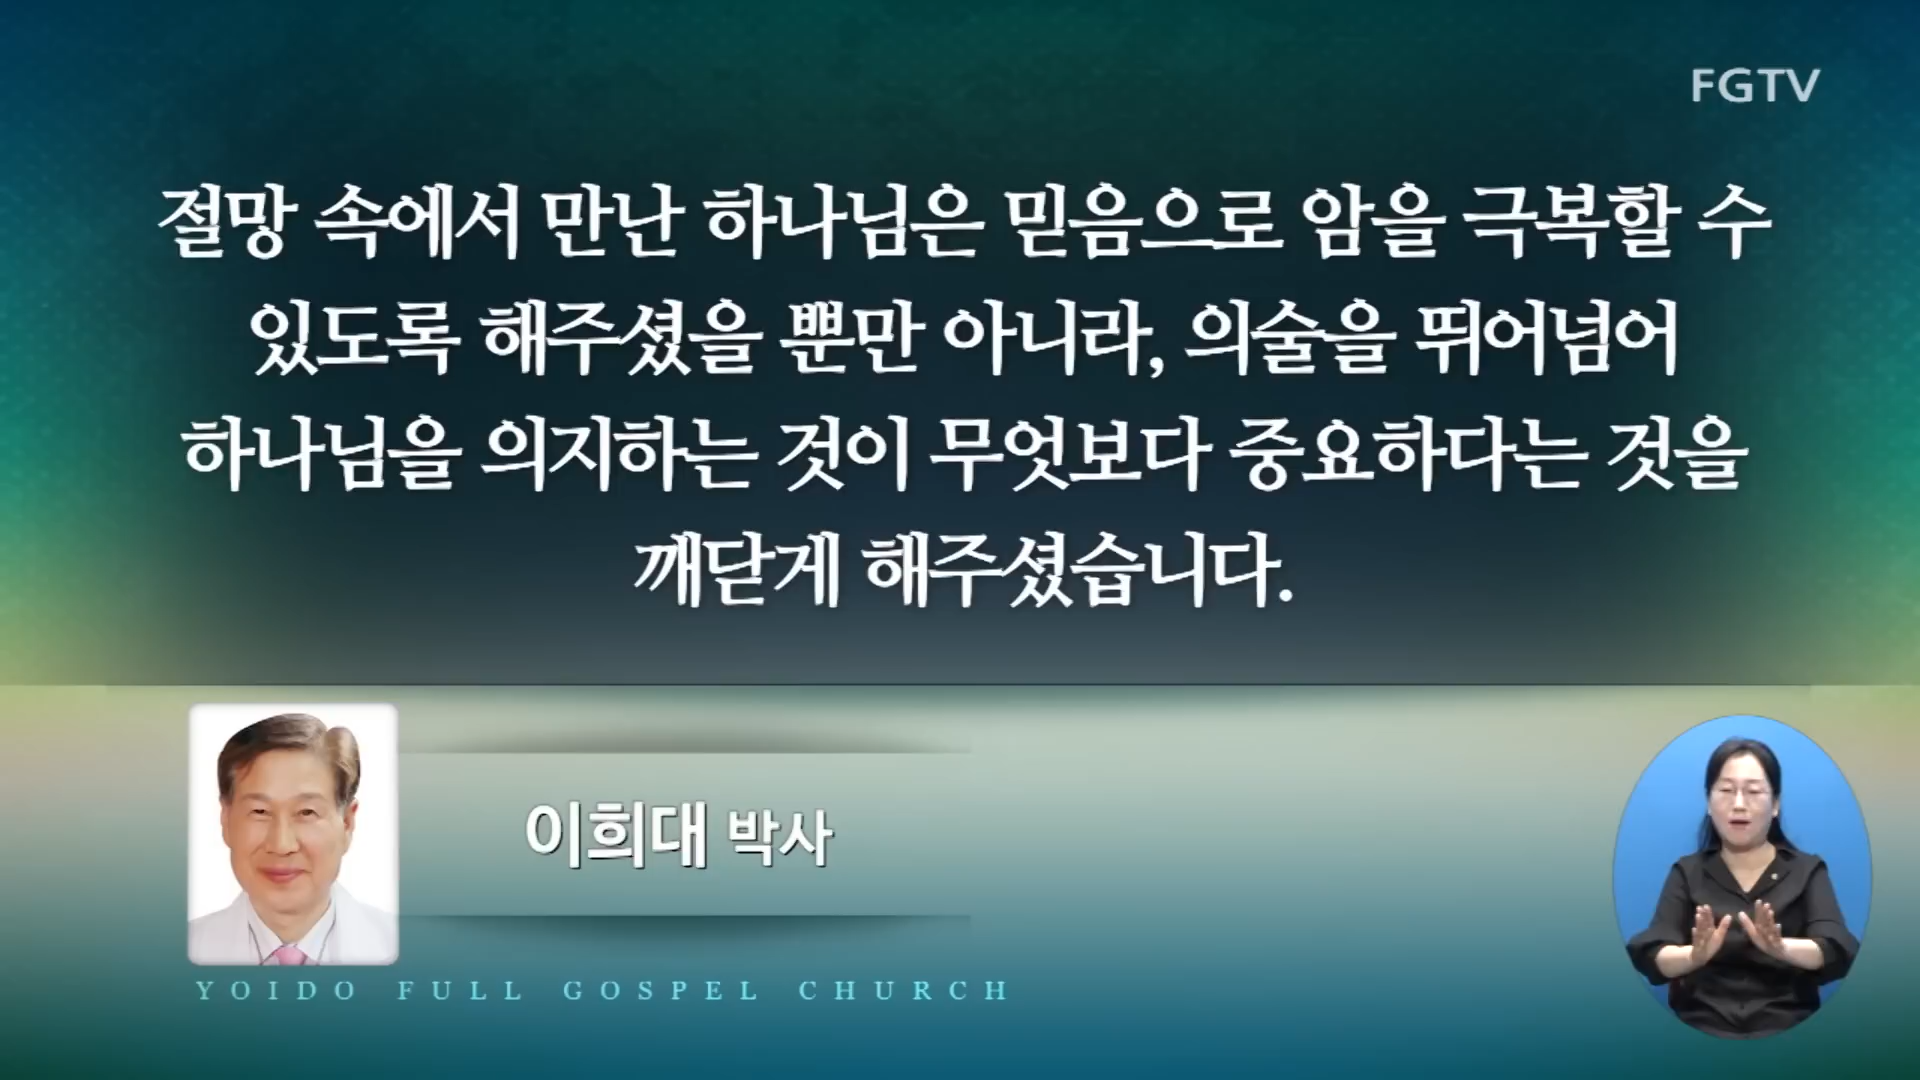 FGTV
절망 속에서 만난 하나님은 믿음으로 암을 극복할 수
있도록 해주셨을 뿐만 아니라, 의술을 뛰어넘어
하나님을 의지하는 것이 무엇보다 중요하다는 것을
깨닫게 해주셨습니다.
이희대 박사
YOIDO FULL GOSPEL CHURCH